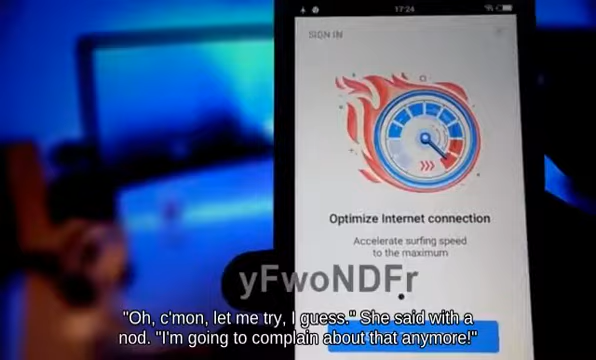 17:24
SIGN IN
Optimize Internet connection
Accelerate surfing speed
to the maximum
yFwoNDFr
"Oh, c'mon, let me try, I guess." She said with a
nod. "I'm going to complain about that anymore!"